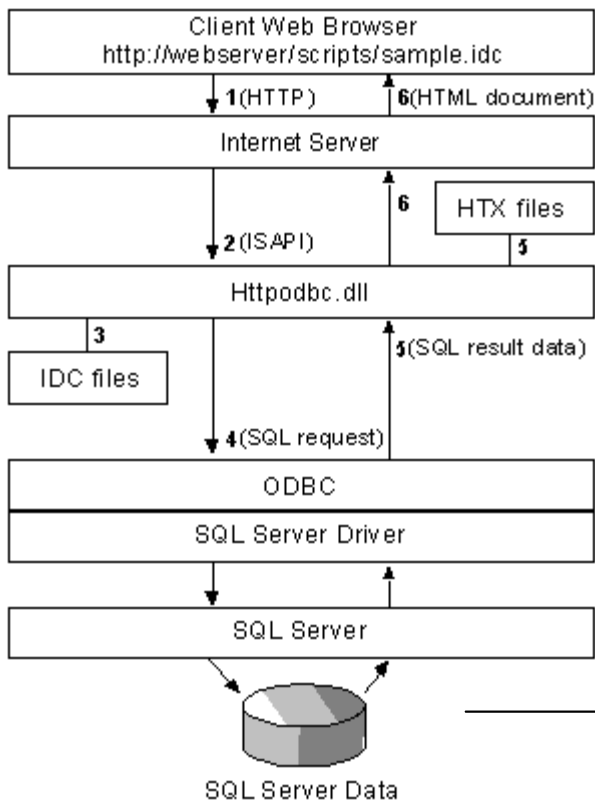 Client Web Browser
http://webserver/scripts/sample.idc
1(HTTP)
6(HTML document)
Internet Server
2(ISAPI)
6
HTX files
5
Httpodbc.dll
3
IDC files
5(SQL result data)
4(SQL request)
ODBC
SQL Server Driver
SQL Server
SQL Server Data